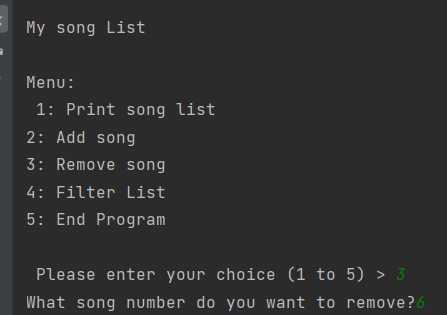 My song List
Menu:
1: Print song list
2: Add song
3: Remove song
4: Filter List
5: End Program
Please enter your choice (1 to 5) > 3
What song number do you want to remove?6